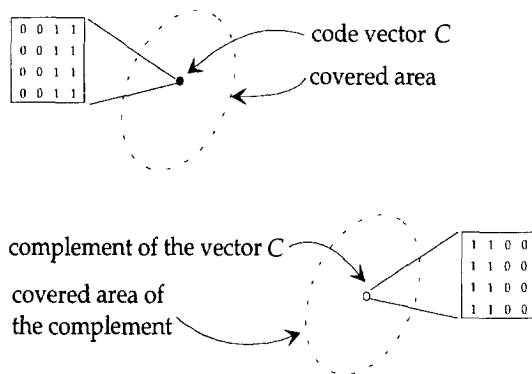 0 0 1 1
0 0 1 1
0 0 1 1
0 0 1 1
code vector C
covered area
complement of the vector C
covered area of
the complement
1 1 0 0
1 1 0 0
1 1 0 0
1 1 0 0